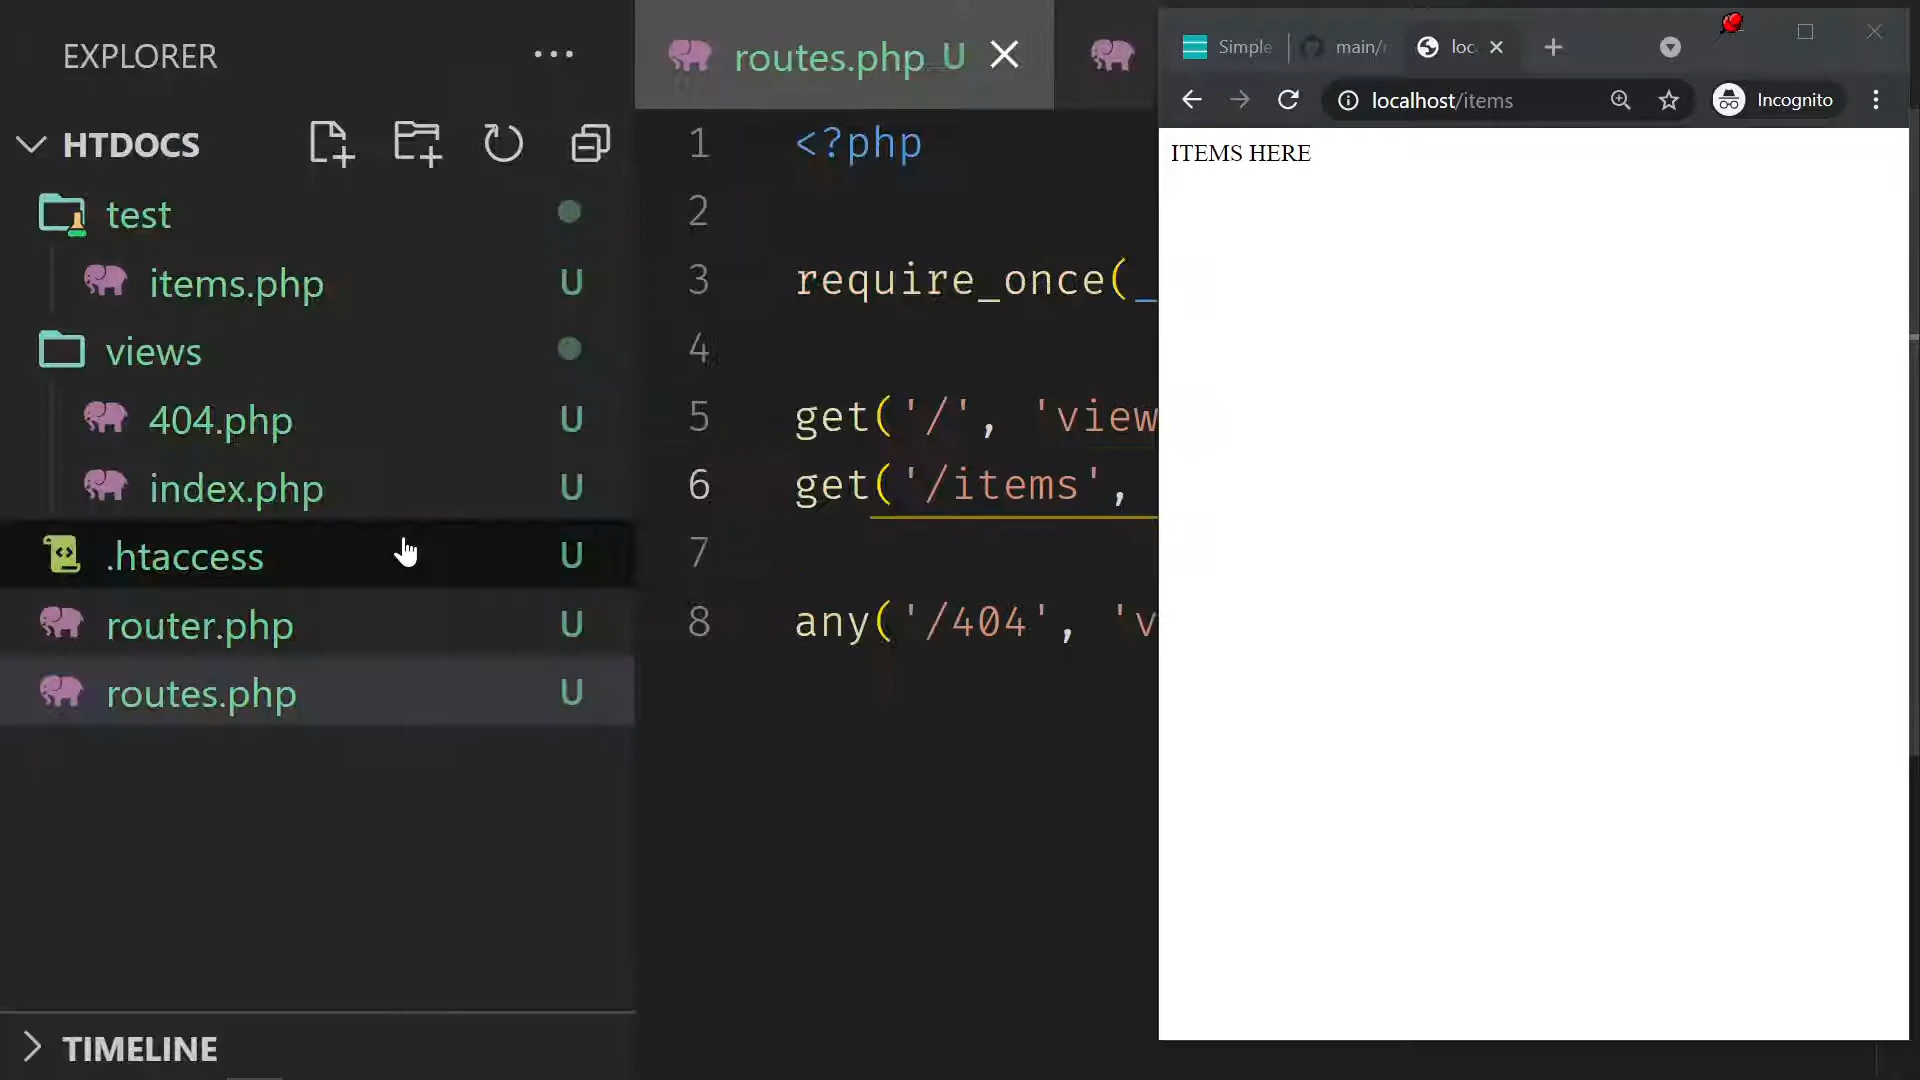 EXPLORER
HTDOCS
test
items.php U
views
404.php U
index.php U
.htaccess U
router.php U
routes.php U
TIMELINE
routes.php U
1 <?php
2
3 require_once(_
4
5 get('/', 'view
6 get('/items',
7
8 any('/404', 'v
Simple main/r loc
localhost/items Incognito
ITEMS HERE